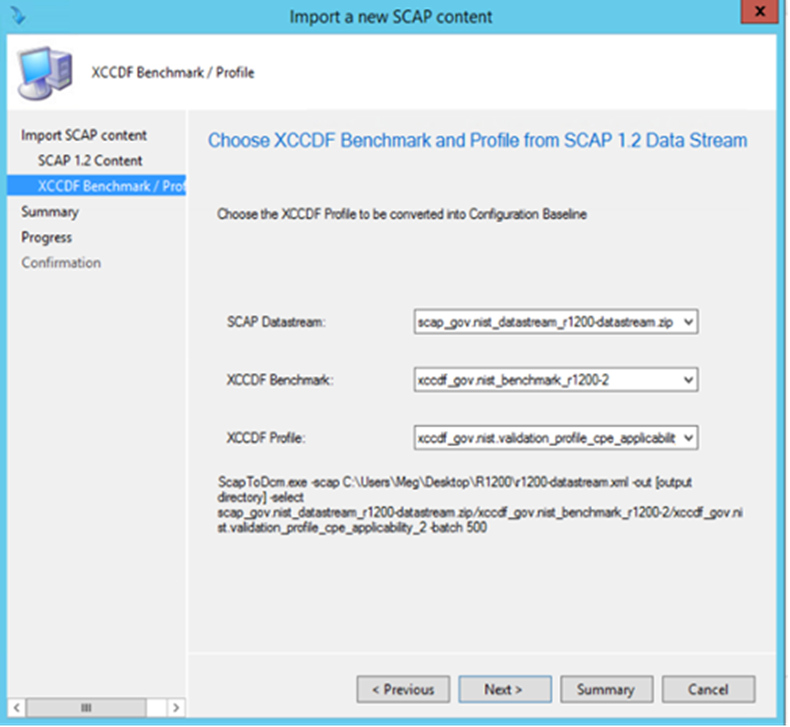 Import a new SCAP content
x
XCCDF Benchmark / Profile
Import SCAP content
SCAP 1.2 Content
XCCDF Benchmark / Prof
Summary
Progress
Confirmation
Choose XCCDF Benchmark and Profile from SCAP 1.2 Data Stream
Choose the XCCDF Profile to be converted into Configuration Baseline
SCAP Datastream:
scap_gov.nist_datastream_r1200-datastream.zip
XCCDF Benchmark:
xccdf_gov.nist_benchmark_r1200-2
XCCDF Profile:
xccdf_gov.nist.validation_profile_cpe_applicabilit
ScapToDcm.exe -scap C:\Users\Meg\Desktop\R1200\r1200-datastream.xml -out [output
directory] -select
scap_gov.nist_datastream_r1200-datastream.zip/xccdf_gov.nist_benchmark_r1200-2/xccdf_gov.ni
st.validation_profile_cpe_applicability_2 -batch 500
< Previous
Next >
Summary
Cancel